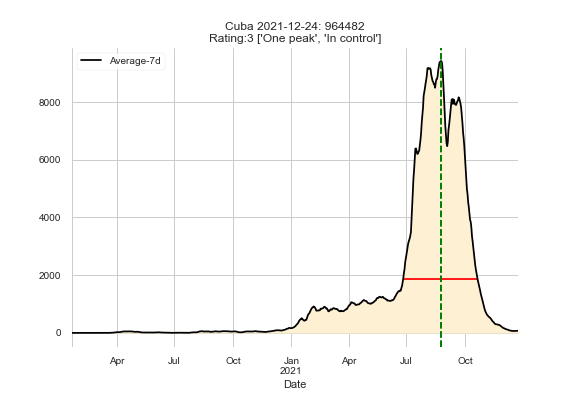 Cuba 2021-12-24: 964482
Rating:3 ['One peak', 'In control']
Average-7d
8000
6000
4000
2000
0
Apr
Jul
Oct
Jan
2021
Apr
Jul
Oct
Date